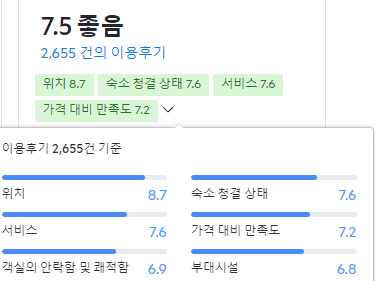 7.5 좋음
2,655 건의 이용후기
위치 8.7 숙소 청결 상태 7.6 서비스 7.6
가격 대비 만족도 7.2
이용후기 2,655건 기준
위치 8.7 숙소 청결 상태 7.6
서비스 7.6 가격 대비 만족도 7.2
객실의 안락함 및 쾌적함 6.9 부대시설 6.8